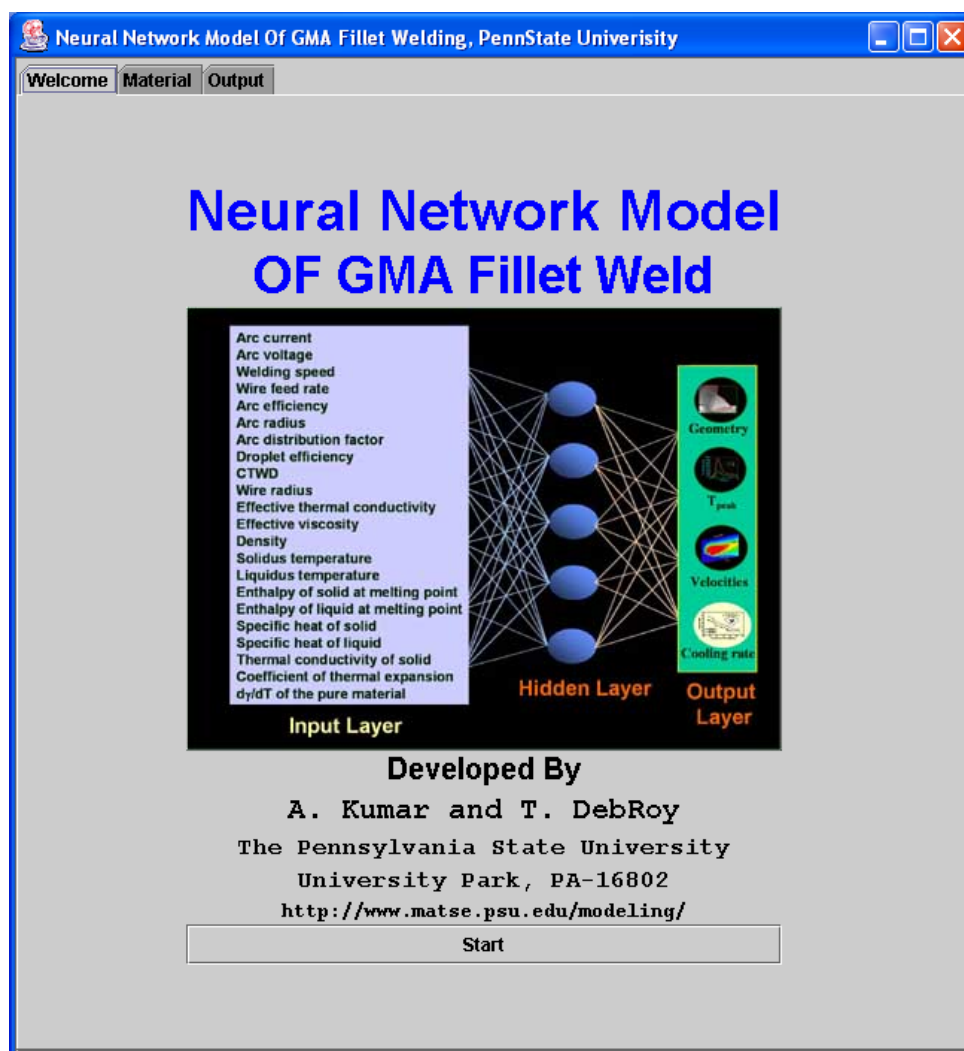 Neural Network Model Of GMA Fillet Welding, PennState Univerisity
Welcome Material Output
Neural Network Model
OF GMA Fillet Weld
Arc current
Arc voltage
Welding speed
Wire feed rate
Arc efficiency
Arc radius
Arc distribution factor
Droplet efficiency
CTWD
Wire radius
Effective thermal conductivity
Effective viscosity
Density
Solidus temperature
Liquidus temperature
Enthalpy of solid at melting point
Enthalpy of liquid at melting point
Specific heat of solid
Specific heat of liquid
Thermal conductivity of solid
Coefficient of thermal expansion
dγ/dT of the pure material
Input Layer
Hidden Layer
Geometry
Tpeak
Velocities
Cooling rate
Output
Layer
Developed By
A. Kumar and T. DebRoy
The Pennsylvania State University
University Park, PA-16802
http://www.matse.psu.edu/modeling/
Start